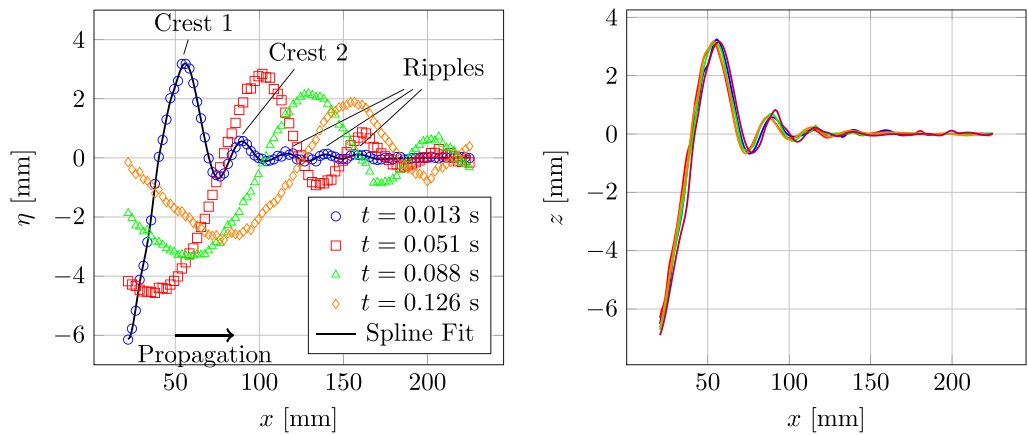 Crest 1
Crest 2
Ripples
4
2
0
−2
−4
−6
η [mm]
t = 0.013 s
t = 0.051 s
t = 0.088 s
t = 0.126 s
Spline Fit
Propagation
50
100
150
200
x [mm]
4
2
0
−2
−4
−6
z [mm]
50
100
150
200
x [mm]